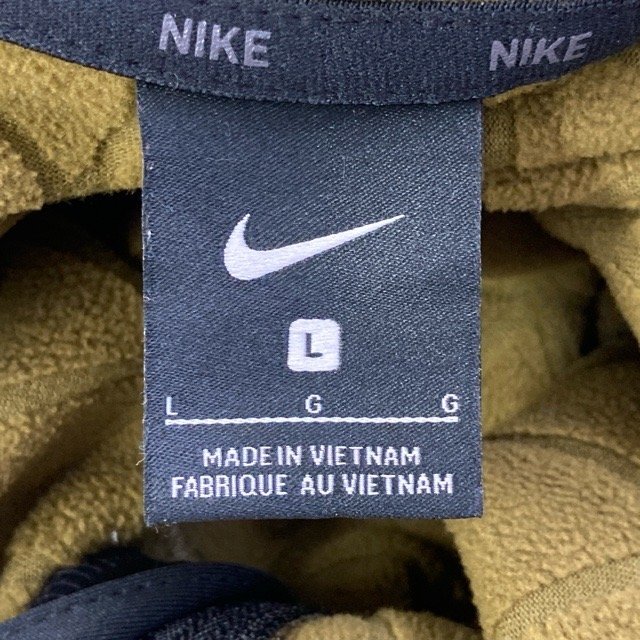 NIKE NIKE
L
L G G
MADE IN VIETNAM
FABRIQUE AU VIETNAM